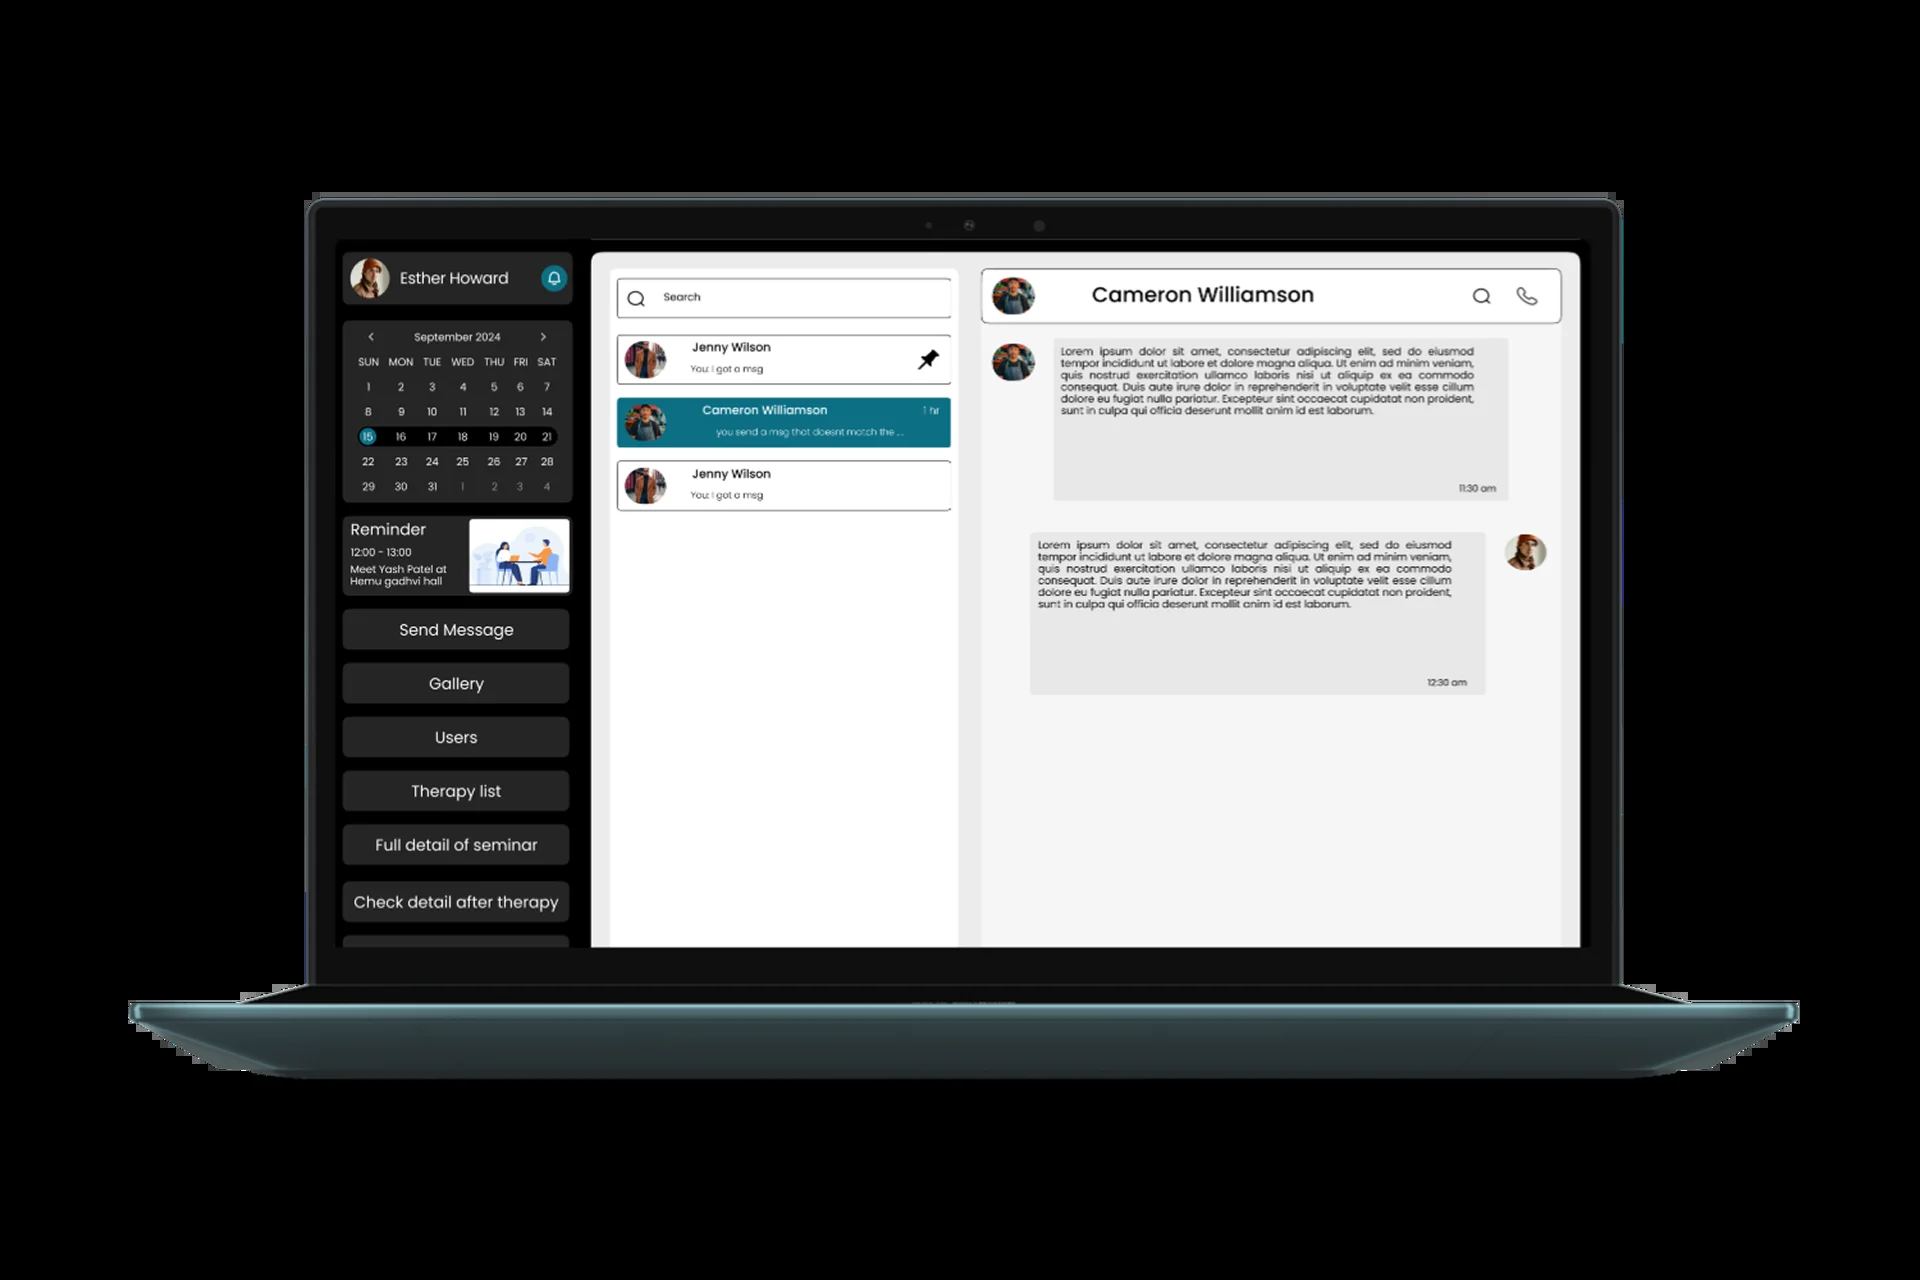 Esther Howard
September 2024
SUN MON TUE WED THU FRI SAT
1 2 3 4 5 6 7
8 9 10 11 12 13 14
15 16 17 18 19 20 21
22 23 24 25 26 27 28
29 30 31 1 2 3 4
Reminder
12:00 - 13:00
Meet Yash Patel at
Hemu gadhvi hall
Send Message
Gallery
Users
Therapy list
Full detail of seminar
Check detail after therapy
Search
Jenny Wilson
You: I got a msg
Cameron Williamson 1 hr
you send a msg that doesnt match the ...
Jenny Wilson
You: I got a msg
Cameron Williamson
Lorem ipsum dolor sit amet, consectetur adipiscing elit, sed do eiusmod
tempor incididunt ut labore et dolore magna aliqua. Ut enim ad minim veniam,
quis nostrud exercitation ullamco laboris nisi ut aliquip ex ea commodo
consequat. Duis aute irure dolor in reprehenderit in voluptate velit esse cillum
dolore eu fugiat nulla pariatur. Excepteur sint occaecat cupidatat non proident,
sunt in culpa qui officia deserunt mollit anim id est laborum.
11:30 am
Lorem ipsum dolor sit amet, consectetur adipiscing elit, sed do eiusmod
tempor incididunt ut labore et dolore magna aliqua. Ut enim ad minim veniam,
quis nostrud exercitation ullamco laboris nisi ut aliquip ex ea commodo
consequat. Duis aute irure dolor in reprehenderit in voluptate velit esse cillum
dolore eu fugiat nulla pariatur. Excepteur sint occaecat cupidatat non proident,
sunt in culpa qui officia deserunt mollit anim id est laborum.
12:30 am